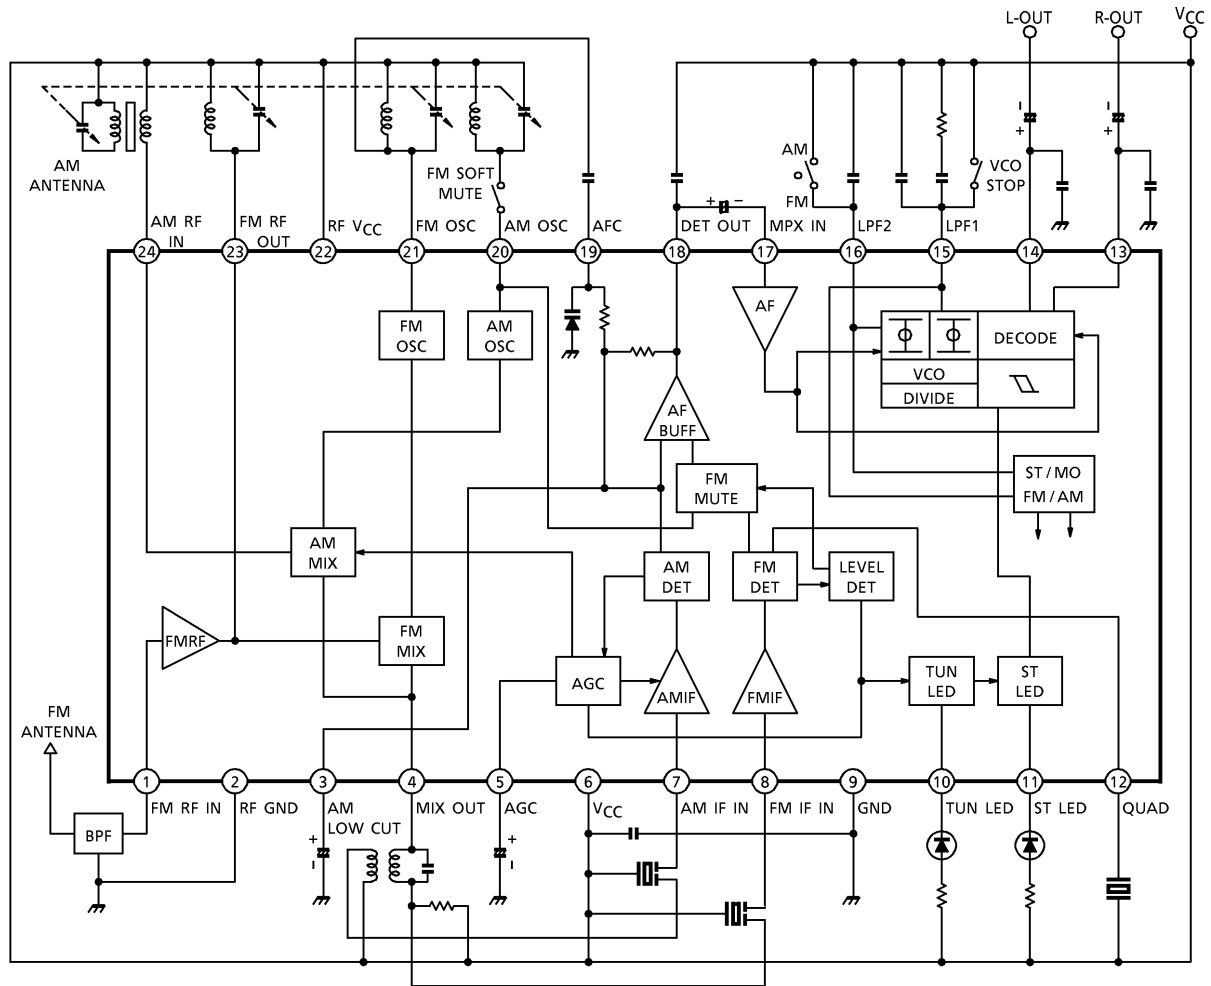 L-OUT R-OUT VCC
AM
ANTENNA
FM SOFT
MUTE
AM
FM
VCO
STOP
AM RF
IN
FM RF
OUT
RF VCC
FM OSC
AM OSC
AFC
DET OUT
MPX IN
LPF2
LPF1
24 23 22 21 20 19 18 17 16 15 14 13
FM
OSC
AM
OSC
AF
DECODE
VCO
DIVIDE
AF
BUFF
FM
MUTE
ST / MO
FM / AM
AM
MIX
AM
DET
FM
DET
LEVEL
DET
FMRF
FM
MIX
AGC
AMIF
FMIF
TUN
LED
ST
LED
FM
ANTENNA
1 2 3 4 5 6 7 8 9 10 11 12
FM RF IN
RF GND
AM
LOW CUT
MIX OUT
AGC
VCC
AM IF IN
FM IF IN
GND
TUN LED
ST LED
QUAD
BPF